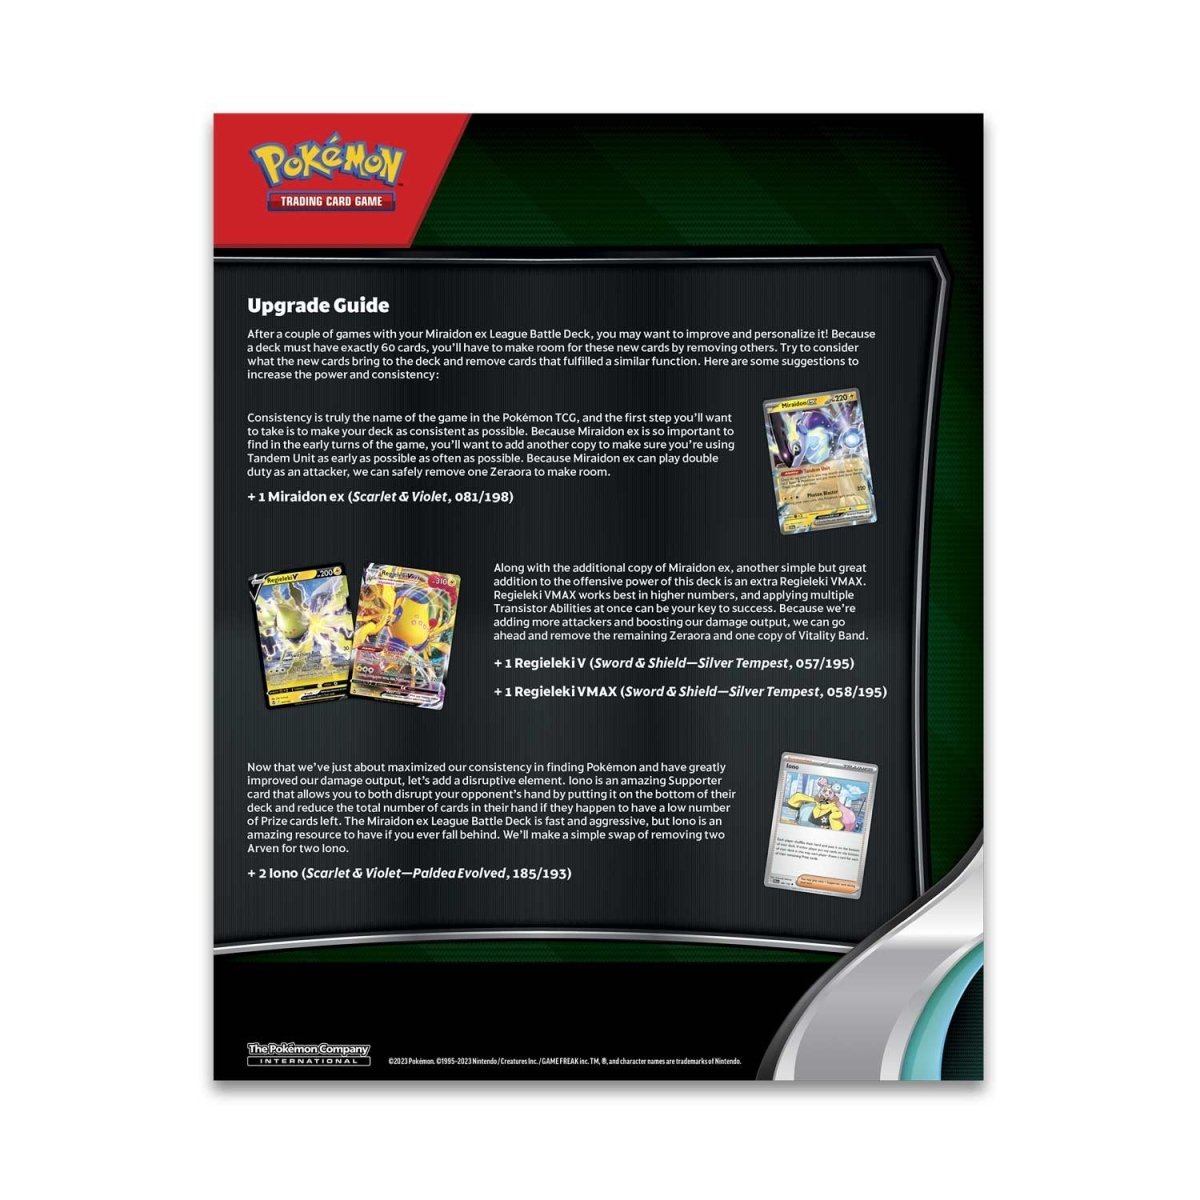 POKéMON
TRADING CARD GAME
Upgrade Guide
After a couple of games with your Miraidon ex League Battle Deck, you may want to improve and personalize it! Because
a deck must have exactly 60 cards, you'll have to make room for these new cards by removing others. Try to consider
what the new cards bring to the deck and remove cards that fulfilled a similar function. Here are some suggestions to
increase the power and consistency:
Consistency is truly the name of the game in the Pokémon TCG, and the first step you'll want
to take is to make your deck as consistent as possible. Because Miraidon ex is so important to
find in the early turns of the game, you'll want to add another copy to make sure you're using
Tandem Unit as early as possible as often as possible. Because Miraidon ex can play double
duty as an attacker, we can safely remove one Zeraora to make room.
+ 1 Miraidon ex (Scarlet & Violet, 081/198)
Miraidon ex 220
Tandem Unit
Photon Blaster 220
Regieleki V 200
Regieleki VMAX 310
Along with the additional copy of Miraidon ex, another simple but great
addition to the offensive power of this deck is an extra Regieleki VMAX.
Regieleki VMAX works best in higher numbers, and applying multiple
Transistor Abilities at once can be your key to success. Because we're
adding more attackers and boosting our damage output, we can go
ahead and remove the remaining Zeraora and one copy of Vitality Band.
+ 1 Regieleki V (Sword & Shield—Silver Tempest, 057/195)
+ 1 Regieleki VMAX (Sword & Shield—Silver Tempest, 058/195)
Now that we've just about maximized our consistency in finding Pokémon and have greatly
improved our damage output, let's add a disruptive element. Iono is an amazing Supporter
card that allows you to both disrupt your opponent's hand by putting it on the bottom of their
deck and reduce the total number of cards in their hand if they happen to have a low number
of Prize cards left. The Miraidon ex League Battle Deck is fast and aggressive, but Iono is an
amazing resource to have if you ever fall behind. We'll make a simple swap of removing two
Arven for two Iono.
+ 2 Iono (Scarlet & Violet—Paldea Evolved, 185/193)
Iono
The Pokémon Company
INTERNATIONAL
©2023 Pokémon. ©1995-2023 Nintendo / Creatures Inc. / GAME FREAK inc. TM, ®, and character names are trademarks of Nintendo.